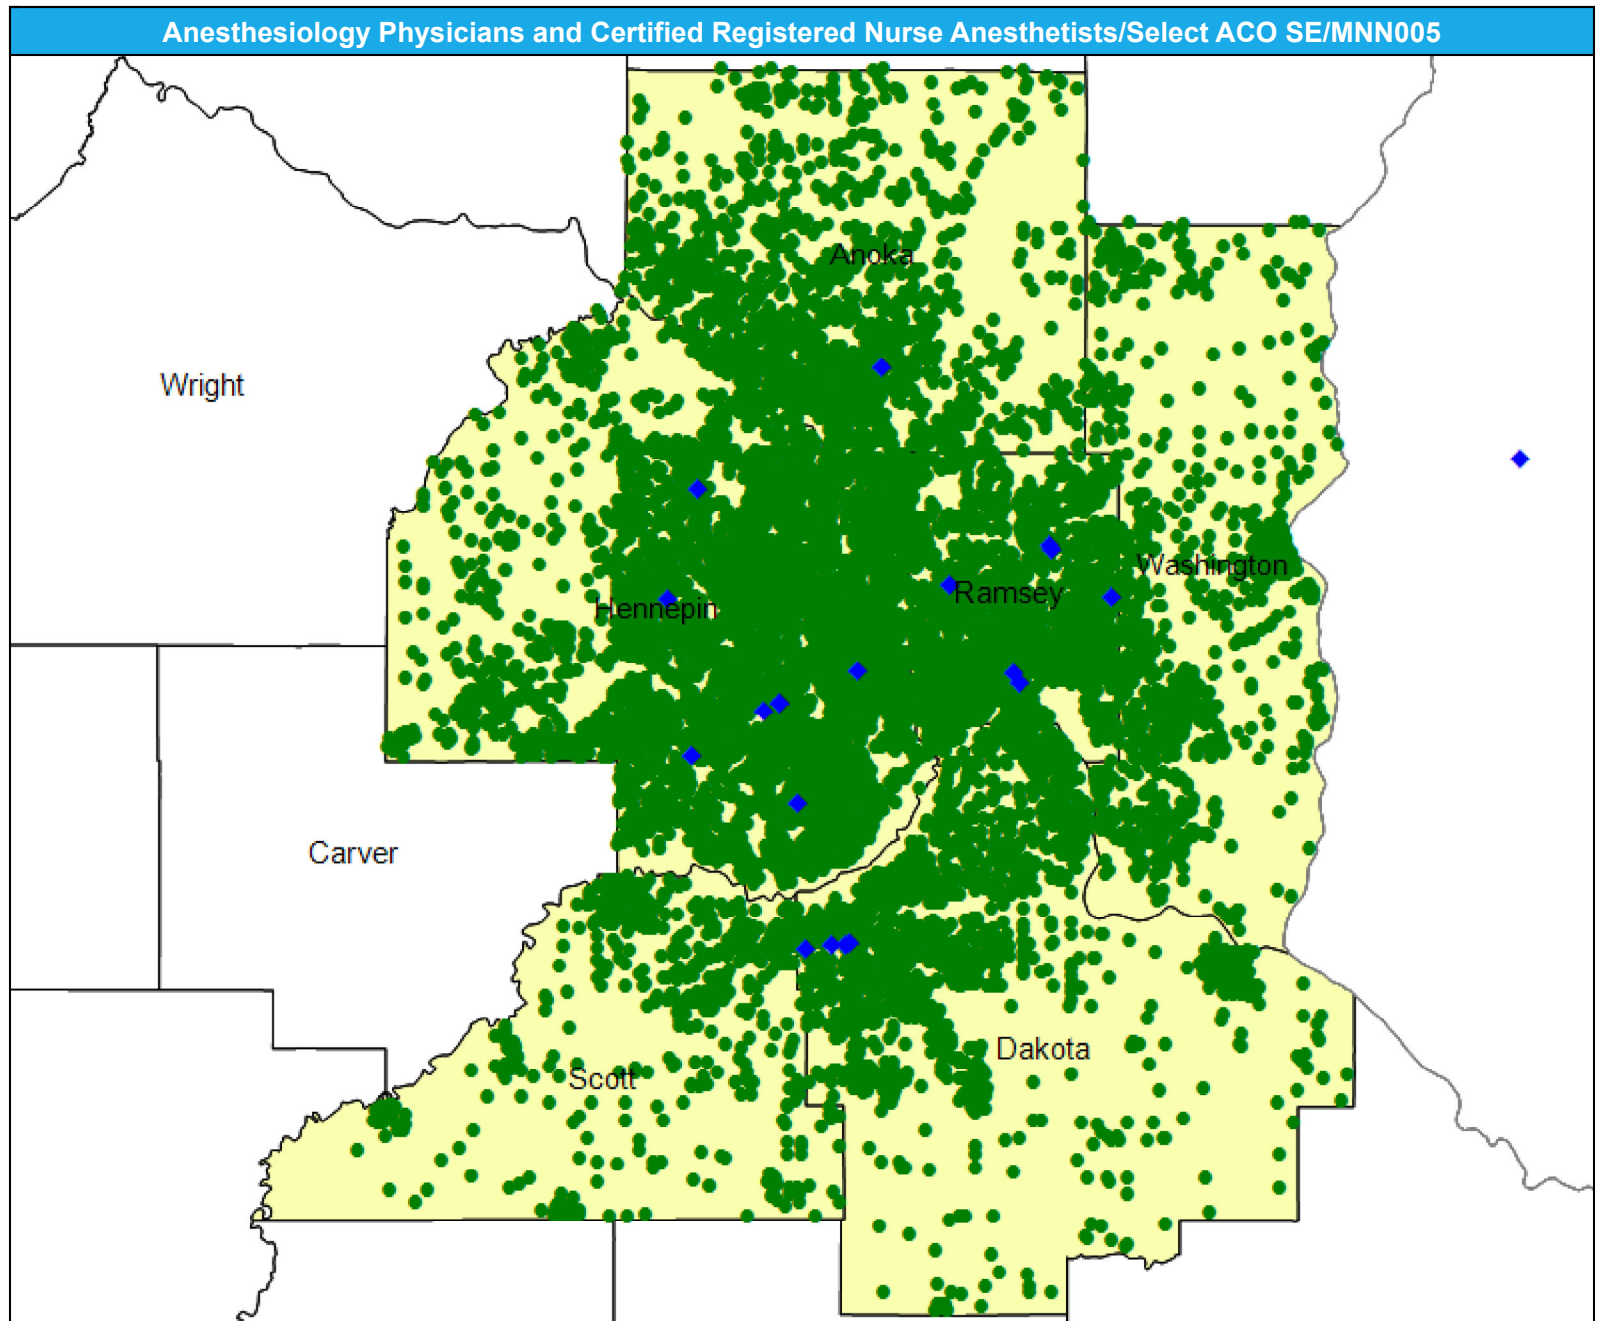 Anesthesiology Physicians and Certified Registered Nurse Anesthetists/Select ACO SE/MNN005
Anoka
Wright
Washington
Ramsey
Hennepin
Carver
Dakota
Scott